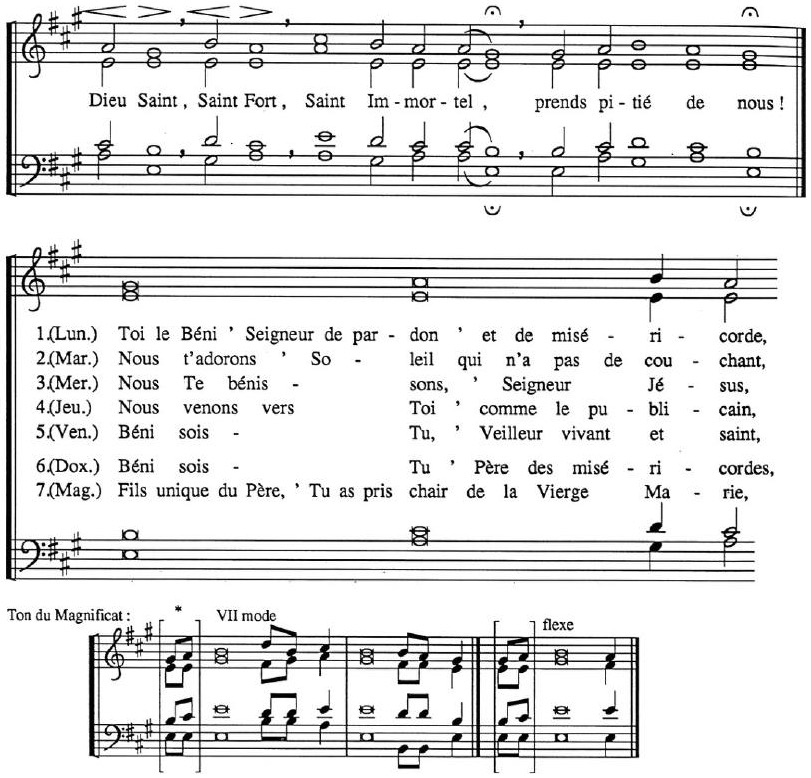 Dieu Saint, Saint Fort, Saint Im - mor - tel, prends pi - tié de nous !
1.(Lun.) Toi le Béni ' Seigneur de par - don ' et de misé - ri - corde,
2.(Mar.) Nous t'adorons ' So - leil qui n'a pas de cou - chant,
3.(Mer.) Nous Te bénis - sons, ' Seigneur Jé - sus,
4.(Jeu.) Nous venons vers Toi ' comme le pu - bli - cain,
5.(Ven.) Béni sois - Tu, ' Veilleur vivant et saint,
6.(Dox.) Béni sois - Tu ' Père des misé - ri - cordes,
7.(Mag.) Fils unique du Père, ' Tu as pris chair de la Vierge Ma - rie,
Ton du Magnificat : * VII mode flexe